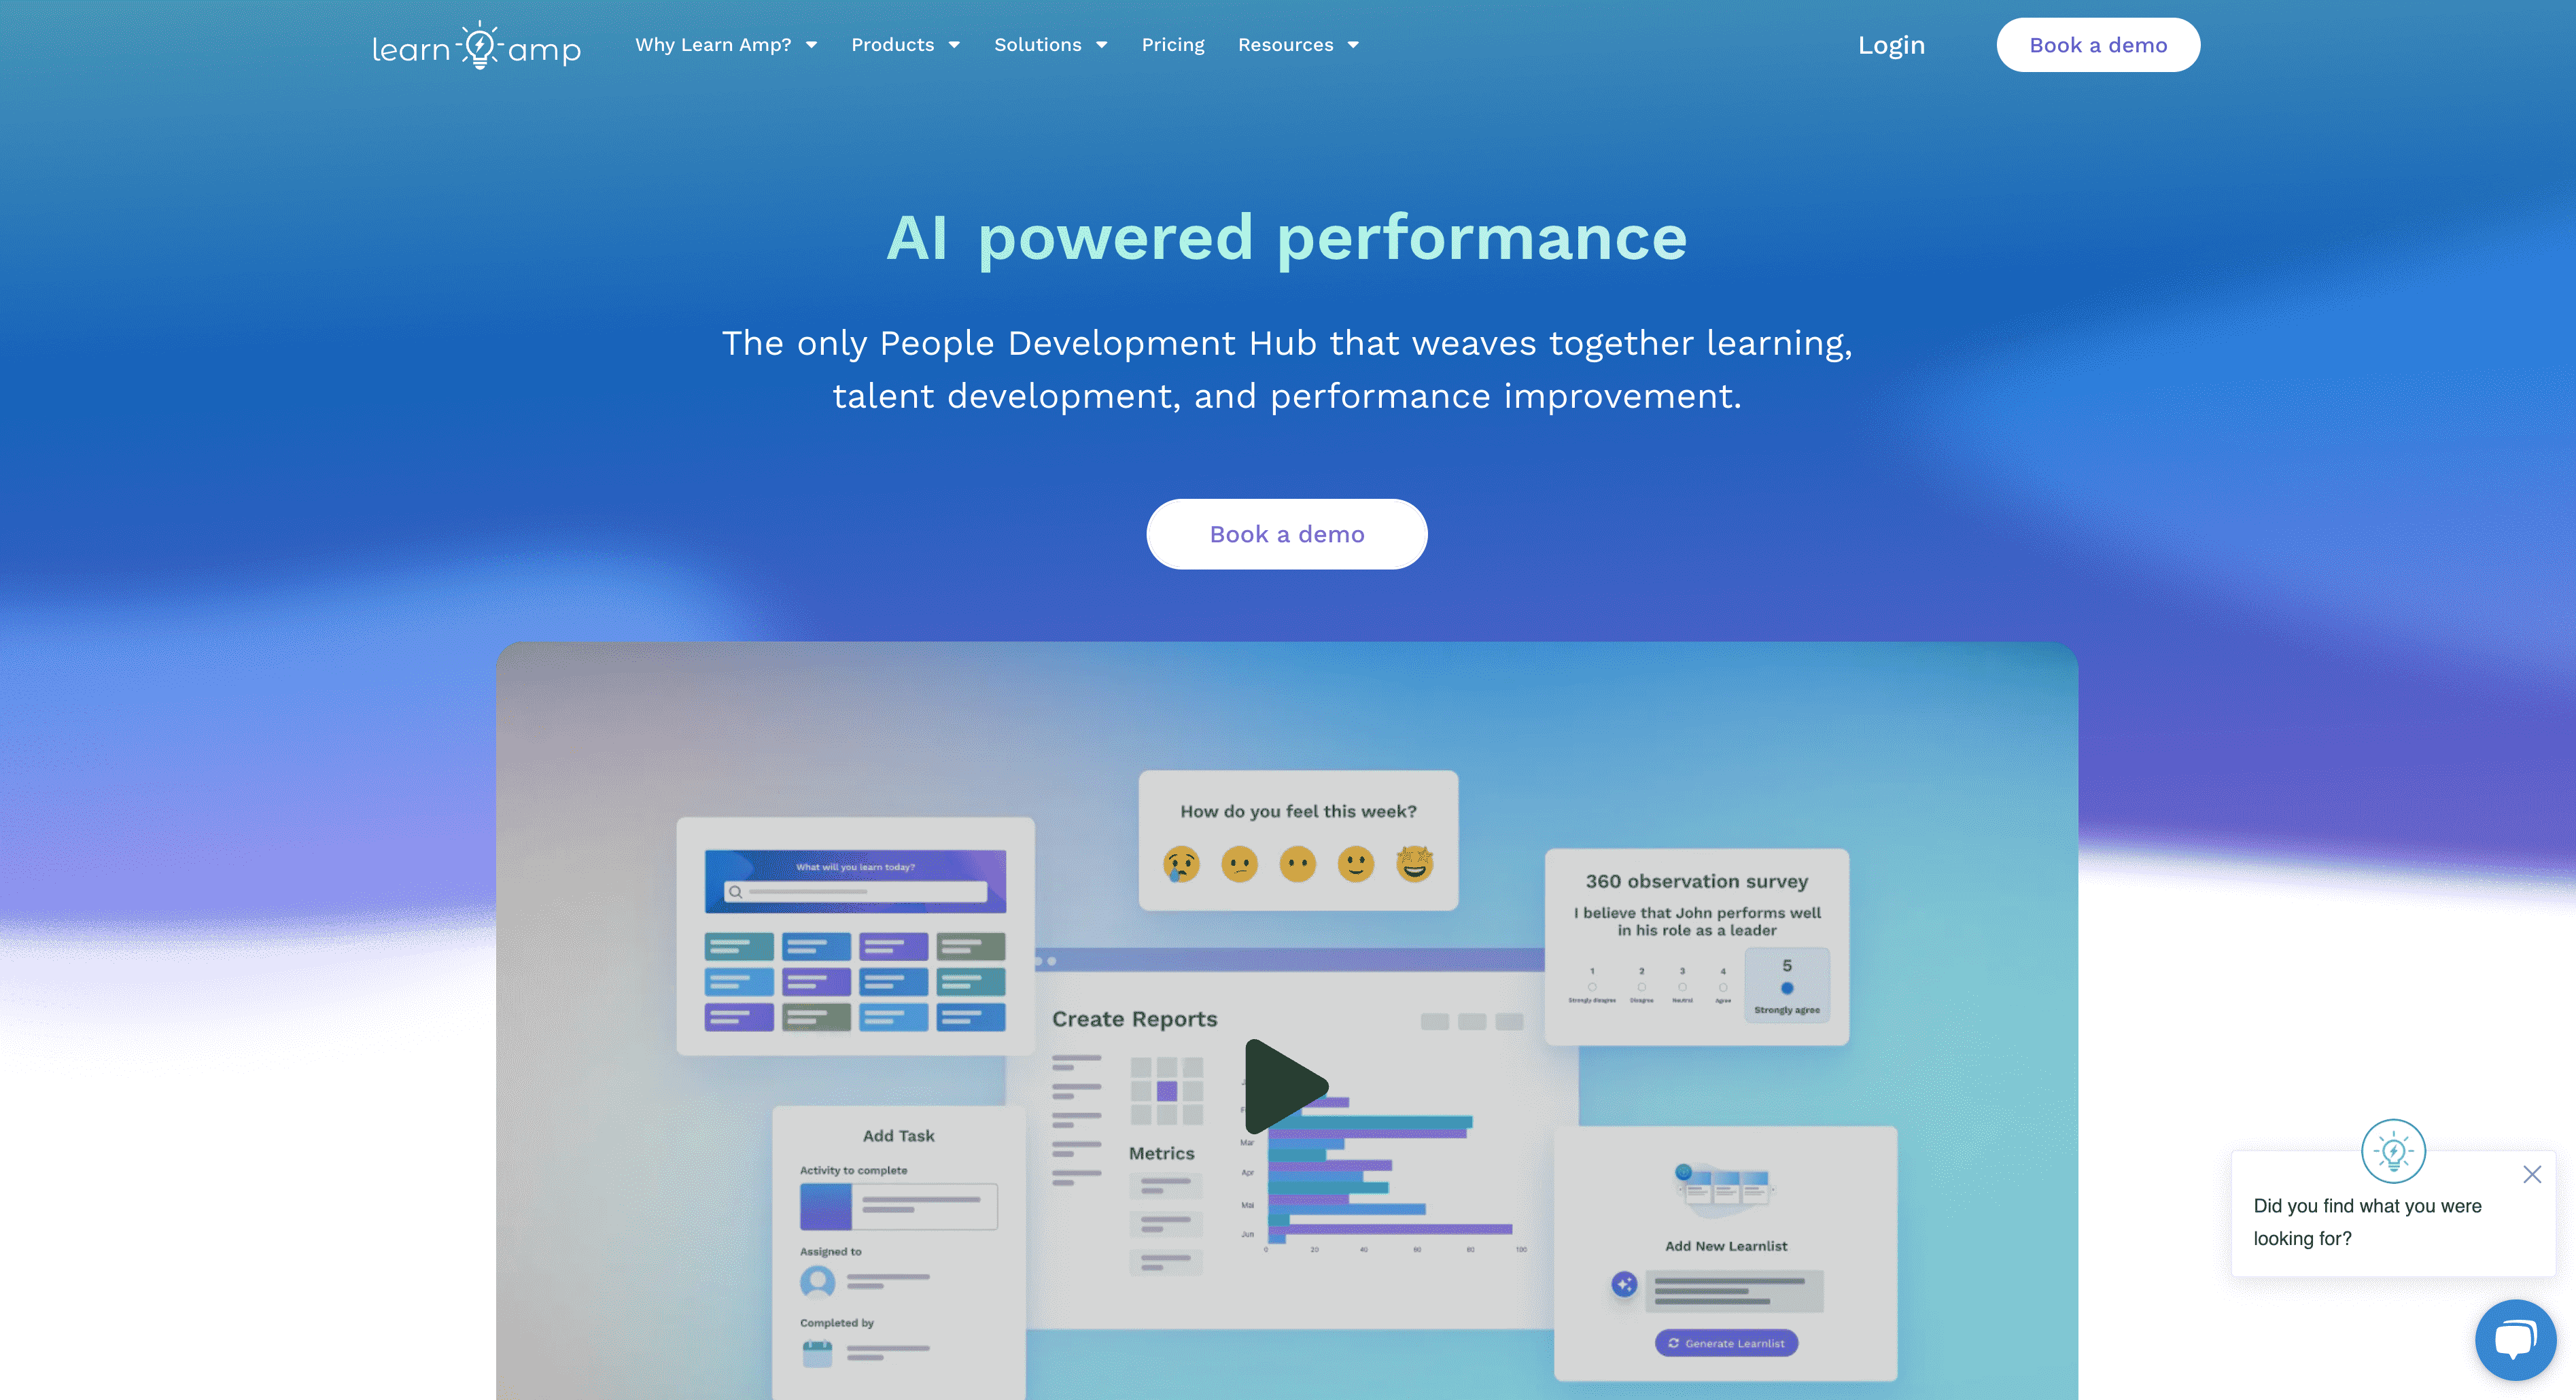 learn amp
Why Learn Amp?
Products
Solutions
Pricing
Resources
Login
Book a demo
AI powered performance
The only People Development Hub that weaves together learning,
talent development, and performance improvement.
Book a demo
How do you feel this week?
What will you learn today?
360 observation survey
I believe that John performs well
in his role as a leader
1 2 3 4 5
Strongly disagree Disagree Neutral Agree Strongly agree
Create Reports
Metrics
Mar
Apr
Mai
Jun
0 20 40 60 80 100
Add Task
Activity to complete
Assigned to
Completed by
Add New Learnlist
Generate Learnlist
Did you find what you were
looking for?